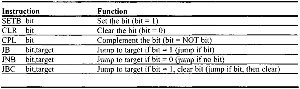 Instruction Function
SETB bit Set the bit (bit = 1)
CLR bit Clear the bit (bit = 0)
CPL bit Complement the bit (bit = NOT bit)
JB bit,target Jump to target if bit = 1 (jump if bit)
JNB bit,target Jump to target if bit = 0 (jump if no bit)
JBC bit,target Jump to target if bit = 1, clear bit (jump if bit, then clear)